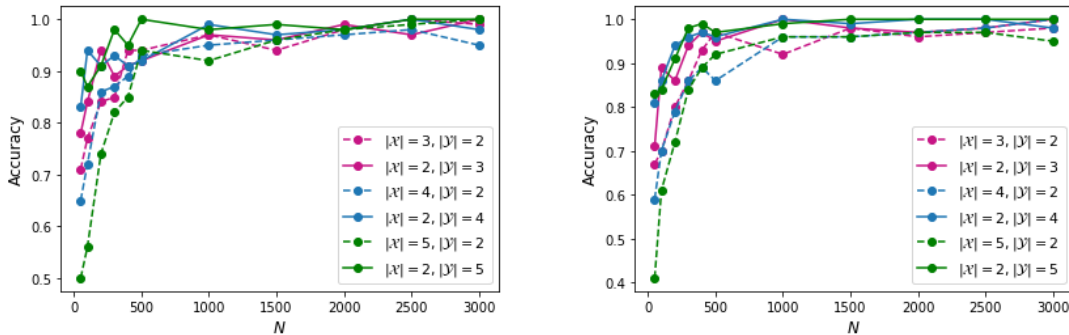 1.0
0.9
0.8
0.7
0.6
0.5
Accuracy
0 500 1000 1500 2000 2500 3000
N
|𝒳| = 3, |𝒴| = 2
|𝒳| = 2, |𝒴| = 3
|𝒳| = 4, |𝒴| = 2
|𝒳| = 2, |𝒴| = 4
|𝒳| = 5, |𝒴| = 2
|𝒳| = 2, |𝒴| = 5
1.0
0.9
0.8
0.7
0.6
0.5
0.4
Accuracy
0 500 1000 1500 2000 2500 3000
N
|𝒳| = 3, |𝒴| = 2
|𝒳| = 2, |𝒴| = 3
|𝒳| = 4, |𝒴| = 2
|𝒳| = 2, |𝒴| = 4
|𝒳| = 5, |𝒴| = 2
|𝒳| = 2, |𝒴| = 5